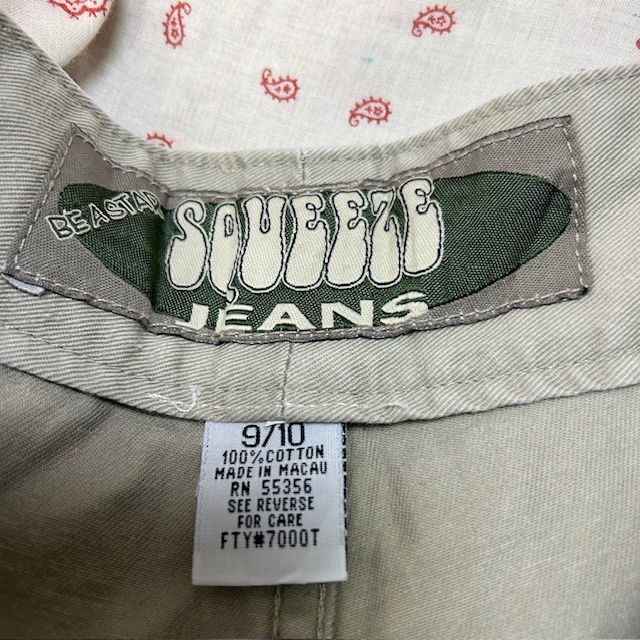 BE A STAR
SQUEEZE
JEANS
9/10
100% COTTON
MADE IN MACAU
RN 55356
SEE REVERSE
FOR CARE
FTY#7000T